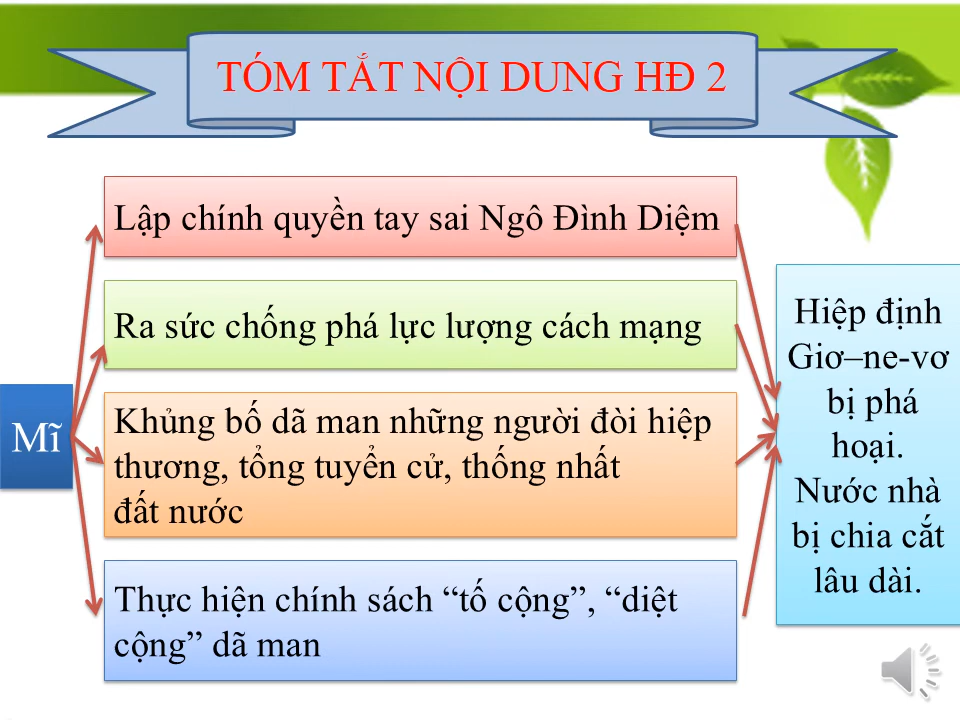 TÓM TẮT NỘI DUNG HĐ 2
Lập chính quyền tay sai Ngô Đình Diệm
Ra sức chống phá lực lượng cách mạng
Mĩ
Khủng bố dã man những người đòi hiệp
thương, tổng tuyển cử, thống nhất
đất nước
Thực hiện chính sách “tố cộng”, “diệt
cộng” dã man
Hiệp định
Giơ–ne-vơ
bị phá
hoại.
Nước nhà
bị chia cắt
lâu dài.